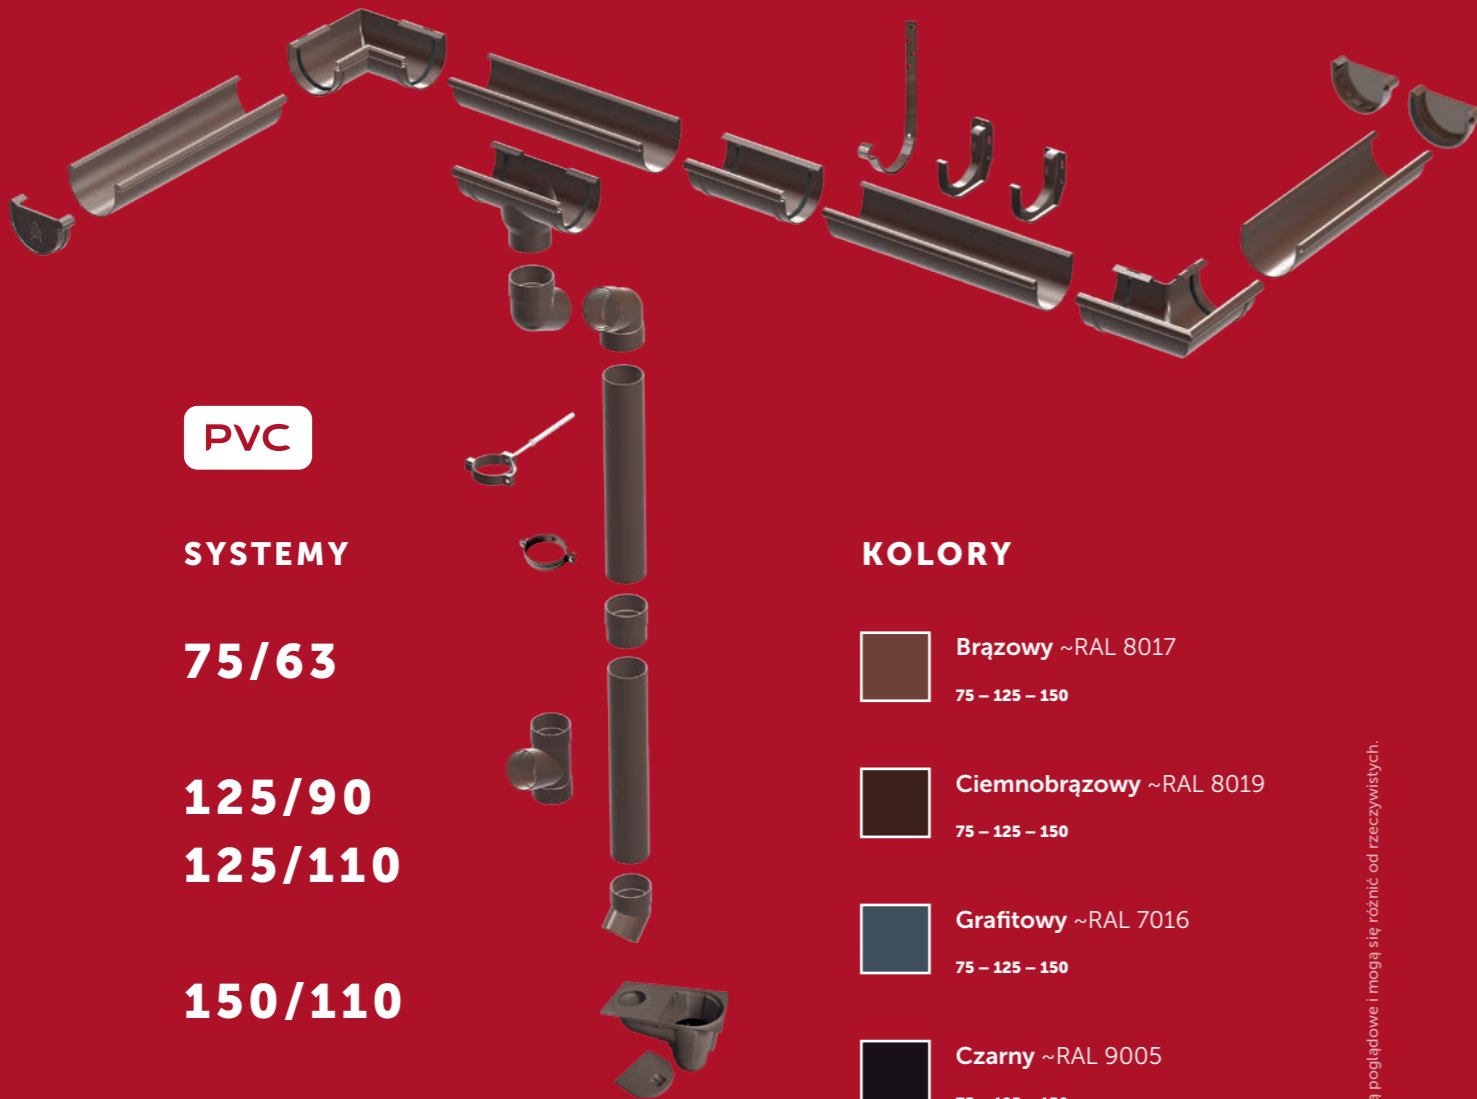 PVC
SYSTEMY
75/63
125/90
125/110
150/110
KOLORY
Brązowy ~RAL 8017
75 – 125 – 150
Ciemnobrązowy ~RAL 8019
75 – 125 – 150
Grafitowy ~RAL 7016
75 – 125 – 150
Czarny ~RAL 9005
poglądowe i mogą się różnić od rzeczywistych.